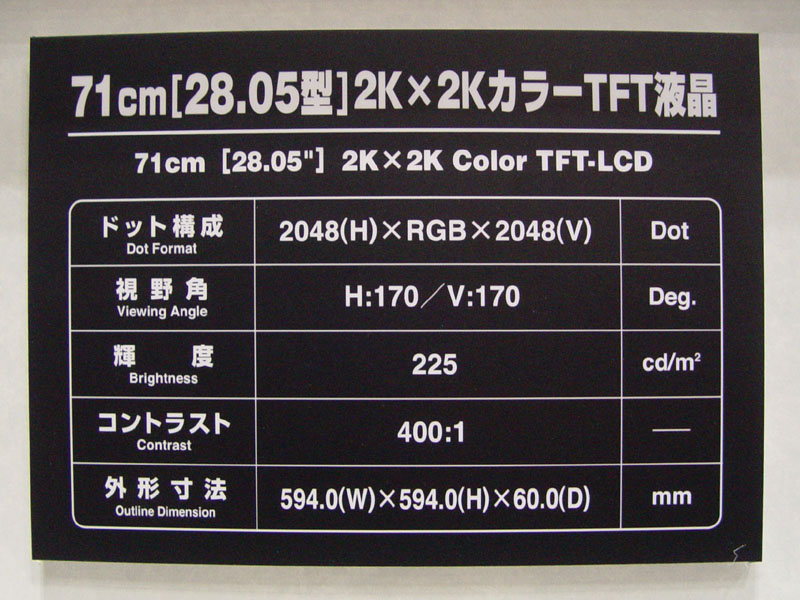 71cm[28.05型]2K×2KカラーTFT液晶
71cm [28.05"] 2K×2K Color TFT-LCD
ドット構成
Dot Format
2048(H)×RGB×2048(V)
Dot
視野角
Viewing Angle
H:170／V:170
Deg.
輝 度
Brightness
225
cd/m²
コントラスト
Contrast
400:1
—
外形寸法
Outline Dimension
594.0(W)×594.0(H)×60.0(D)
mm